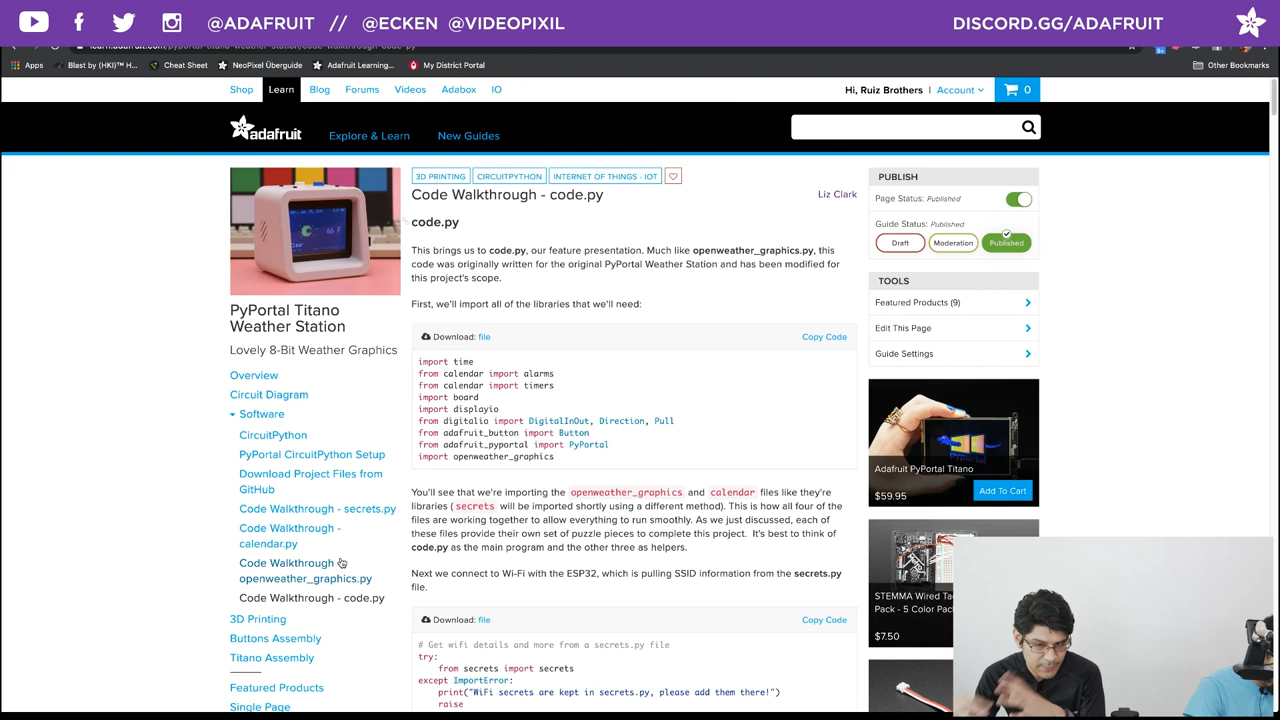 @ADAFRUIT // @ECKEN @VIDEOPIXIL
DISCORD.GG/ADAFRUIT
Apps
Blast by (HKI)™ H...
Cheat Sheet
NeoPixel Überguide
Adafruit Learning...
My District Portal
Other Bookmarks
Shop
Learn
Blog
Forums
Videos
Adabox
IO
Hi, Ruiz Brothers | Account
0
adafruit
Explore & Learn
New Guides
PyPortal Titano
Weather Station
Lovely 8-Bit Weather Graphics
Overview
Circuit Diagram
Software
CircuitPython
PyPortal CircuitPython Setup
Download Project Files from
GitHub
Code Walkthrough - secrets.py
Code Walkthrough -
calendar.py
Code Walkthrough
openweather_graphics.py
Code Walkthrough - code.py
3D Printing
Buttons Assembly
Titano Assembly
Featured Products
Single Page
3D PRINTING
CIRCUITPYTHON
INTERNET OF THINGS - IOT
Code Walkthrough - code.py
Liz Clark
code.py
This brings us to code.py, our feature presentation. Much like openweather_graphics.py, this
code was originally written for the original PyPortal Weather Station and has been modified for
this project's scope.
First, we'll import all of the libraries that we'll need:
Download: file
Copy Code
import time
from calendar import alarms
from calendar import timers
import board
import displayio
from digitalio import DigitalInOut, Direction, Pull
from adafruit_button import Button
from adafruit_pyportal import PyPortal
import openweather_graphics
You'll see that we're importing the openweather_graphics and calendar files like they're
libraries ( secrets will be imported shortly using a different method). This is how all four of the
files are working together to allow everything to run smoothly. As we just discussed, each of
these files provide their own set of puzzle pieces to complete this project. It's best to think of
code.py as the main program and the other three as helpers.
Next we connect to Wi-Fi with the ESP32, which is pulling SSID information from the secrets.py
file.
Download: file
Copy Code
# Get wifi details and more from a secrets.py file
try:
from secrets import secrets
except ImportError:
print("WiFi secrets are kept in secrets.py, please add them there!")
raise
PUBLISH
Page Status: Published
Guide Status: Published
Draft
Moderation
Published
TOOLS
Featured Products (9)
Edit This Page
Guide Settings
Adafruit PyPortal Titano
$59.95
Add To Cart
STEMMA Wired
Pack - 5 Color
$7.50